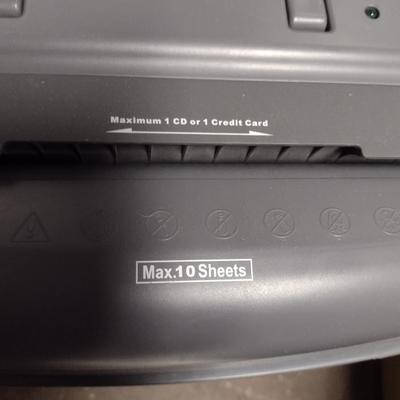 Maximum 1 CD or 1 Credit Card
Max.10 Sheets